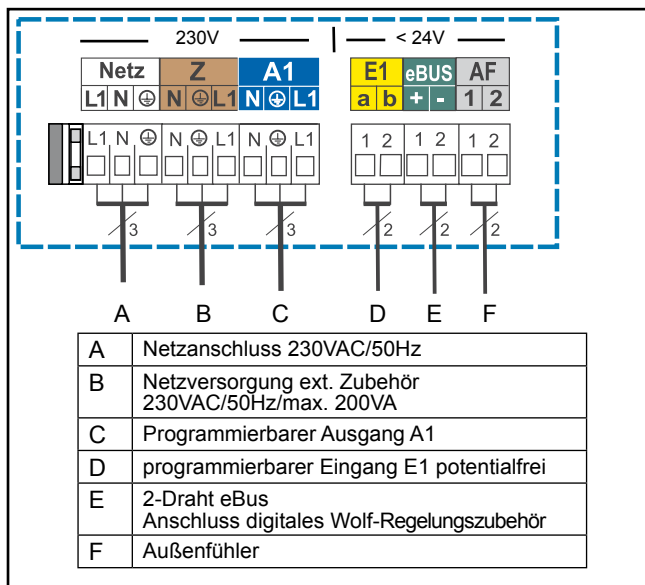 230V < 24V
Netz Z A1 E1 eBUS AF
L1 N ⏚ N ⏚ L1 N ⏚ L1 a b + - 1 2
L1 N ⏚ N ⏚ L1 N ⏚ L1 1 2 1 2 1 2
3 3 3 2 2 2
A B C D E F
A Netzanschluss 230VAC/50Hz
B Netzversorgung ext. Zubehör
230VAC/50Hz/max. 200VA
C Programmierbarer Ausgang A1
D programmierbarer Eingang E1 potentialfrei
E 2-Draht eBus
Anschluss digitales Wolf-Regelungszubehör
F Außenfühler